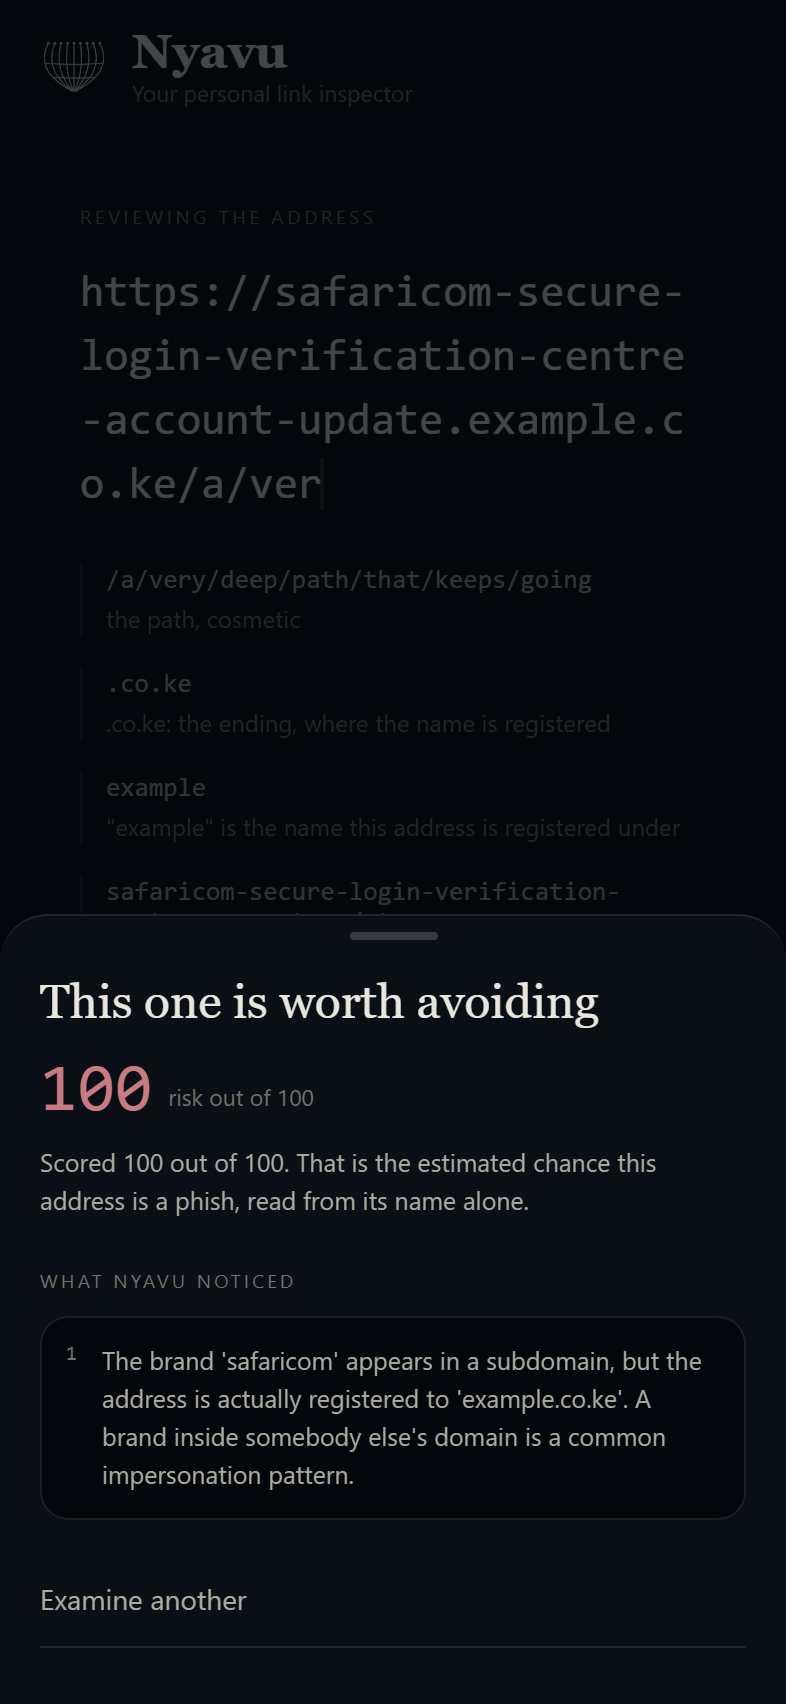 Nyavu
Your personal link inspector
REVIEWING THE ADDRESS
https://safaricom-secure-
login-verification-centre
-account-update.example.c
o.ke/a/ver
/a/very/deep/path/that/keeps/going
the path, cosmetic
.co.ke
.co.ke: the ending, where the name is registered
example
"example" is the name this address is registered under
safaricom-secure-login-verification-
This one is worth avoiding
100 risk out of 100
Scored 100 out of 100. That is the estimated chance this
address is a phish, read from its name alone.
WHAT NYAVU NOTICED
1 The brand 'safaricom' appears in a subdomain, but the
address is actually registered to 'example.co.ke'. A
brand inside somebody else's domain is a common
impersonation pattern.
Examine another